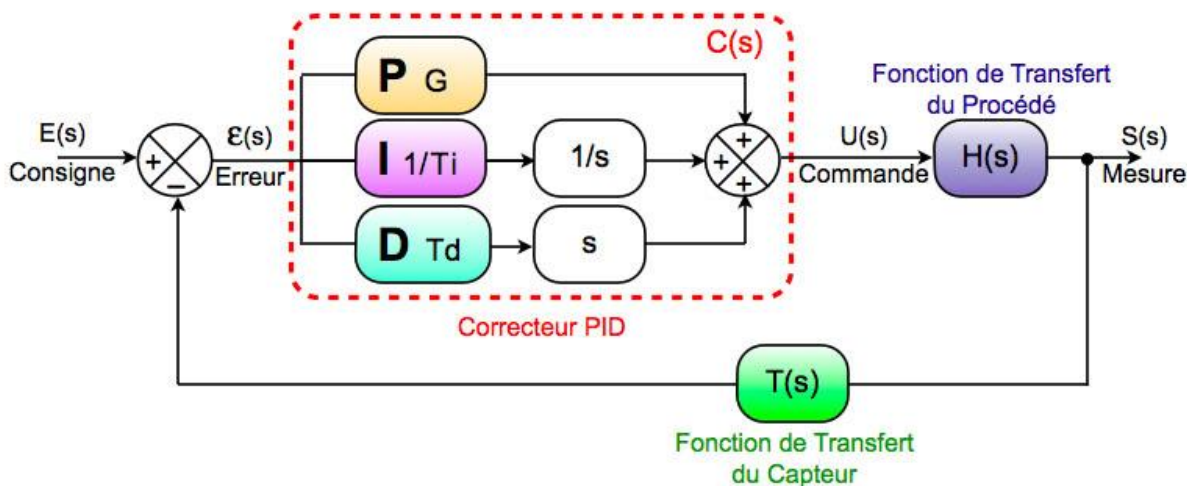 C(s)
P G
Fonction de Transfert
du Procédé
E(s)
Consigne
+
−
ε(s)
Erreur
I 1/Ti
1/s
+
+
+
U(s)
Commande
H(s)
S(s)
Mesure
D Td
s
Correcteur PID
T(s)
Fonction de Transfert
du Capteur